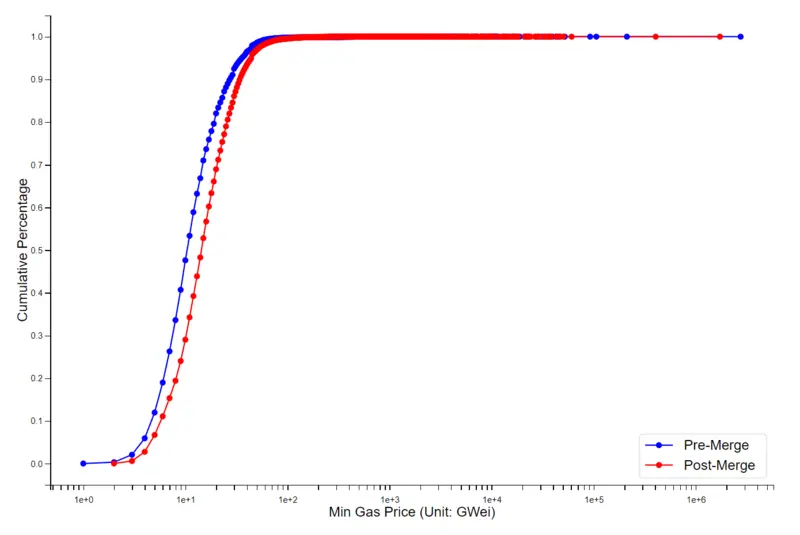 1.0
0.9
0.8
0.7
0.6
0.5
0.4
0.3
0.2
0.1
0.0
Cumulative Percentage
1e+0 1e+1 1e+2 1e+3 1e+4 1e+5 1e+6
Min Gas Price (Unit: GWei)
Pre-Merge
Post-Merge